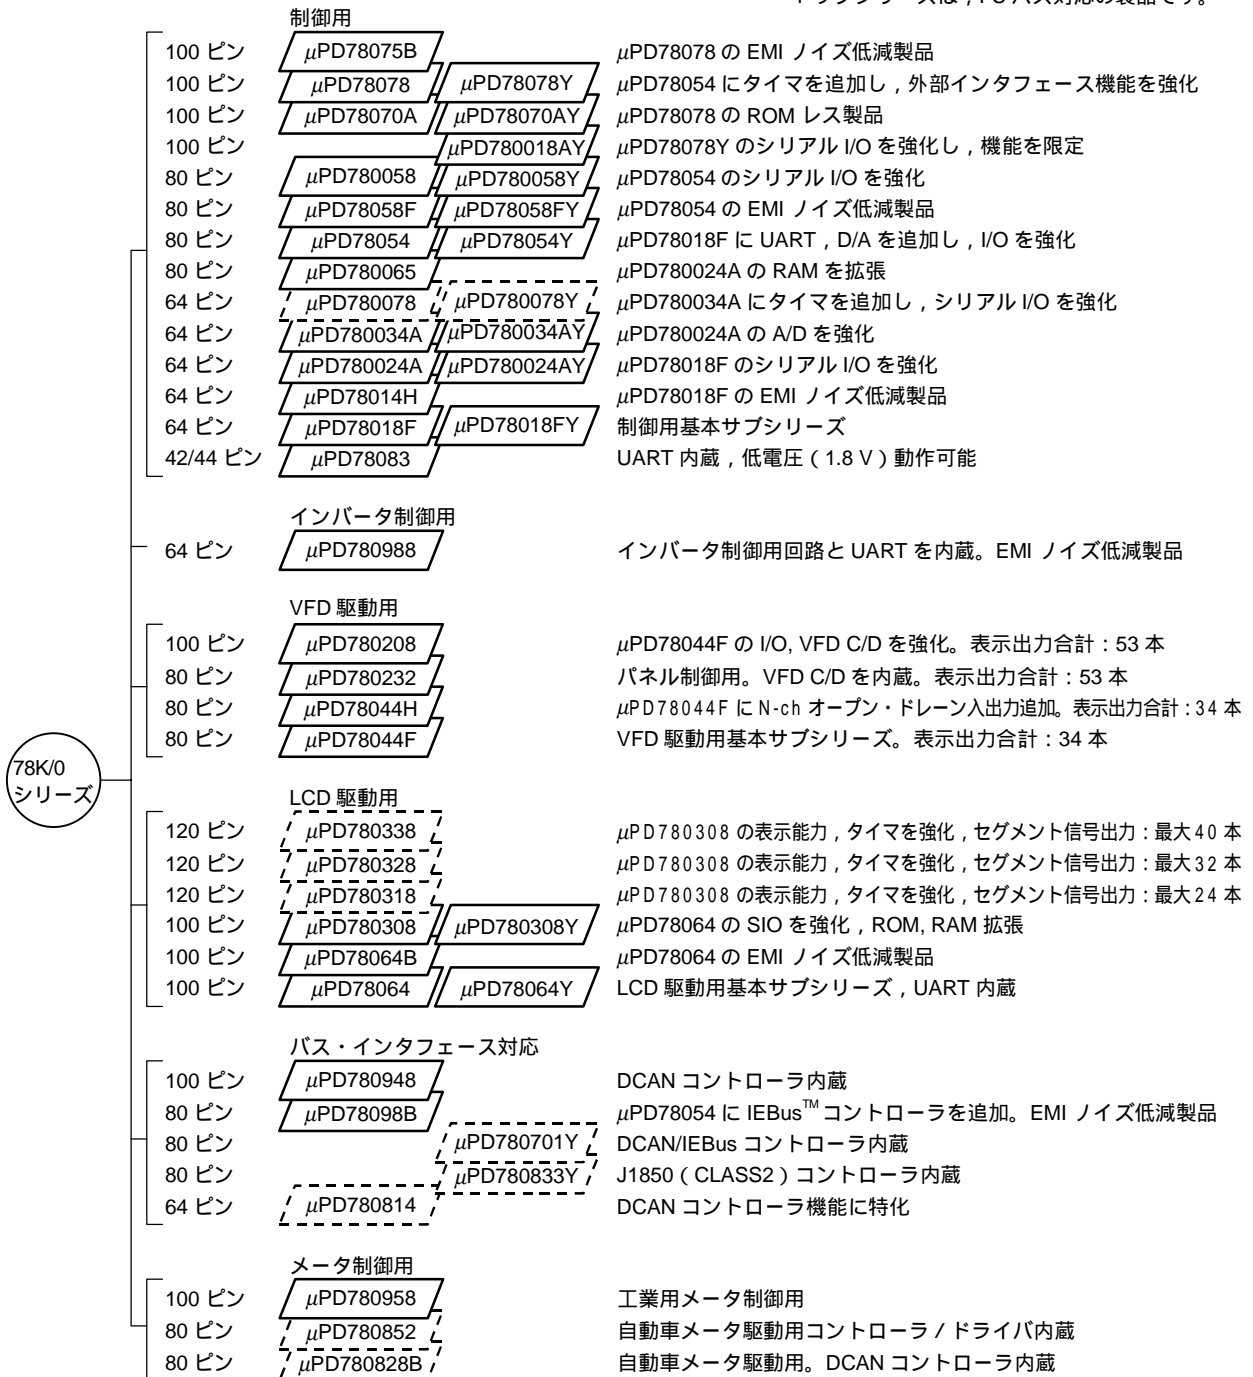 制御用
100 ピン μPD78075B μPD78078 の EMI ノイズ低減製品
100 ピン μPD78078 μPD78078Y μPD78054 にタイマを追加し，外部インタフェース機能を強化
100 ピン μPD78070A μPD78070AY μPD78078 の ROM レス製品
100 ピン μPD780018AY μPD78078Y のシリアル I/O を強化し，機能を限定
80 ピン μPD780058 μPD780058Y μPD78054 のシリアル I/O を強化
80 ピン μPD78058F μPD78058FY μPD78054 の EMI ノイズ低減製品
80 ピン μPD78054 μPD78054Y μPD78018F に UART，D/A を追加し，I/O を強化
80 ピン μPD780065 μPD780024A の RAM を拡張
64 ピン μPD780078 μPD780078Y μPD780034A にタイマを追加し，シリアル I/O を強化
64 ピン μPD780034A μPD780034AY μPD780024A の A/D を強化
64 ピン μPD780024A μPD780024AY μPD78018F のシリアル I/O を強化
64 ピン μPD78014H μPD78018F の EMI ノイズ低減製品
64 ピン μPD78018F μPD78018FY 制御用基本サブシリーズ
42/44 ピン μPD78083 UART 内蔵，低電圧（1.8 V）動作可能
インバータ制御用
64 ピン μPD780988 インバータ制御用回路と UART を内蔵。EMI ノイズ低減製品
VFD 駆動用
100 ピン μPD780208 μPD78044F の I/O, VFD C/D を強化。表示出力合計：53 本
80 ピン μPD780232 パネル制御用。VFD C/D を内蔵。表示出力合計：53 本
80 ピン μPD78044H μPD78044F に N-ch オープン・ドレーン入出力追加。表示出力合計：34 本
80 ピン μPD78044F VFD 駆動用基本サブシリーズ。表示出力合計：34 本
78K/0
シリーズ
LCD 駆動用
120 ピン μPD780338 μPD780308 の表示能力，タイマを強化，セグメント信号出力：最大 40 本
120 ピン μPD780328 μPD780308 の表示能力，タイマを強化，セグメント信号出力：最大 32 本
120 ピン μPD780318 μPD780308 の表示能力，タイマを強化，セグメント信号出力：最大 24 本
100 ピン μPD780308 μPD780308Y μPD78064 の SIO を強化，ROM, RAM 拡張
100 ピン μPD78064B μPD78064 の EMI ノイズ低減製品
100 ピン μPD78064 μPD78064Y LCD 駆動用基本サブシリーズ，UART 内蔵
バス・インタフェース対応
100 ピン μPD780948 DCAN コントローラ内蔵
80 ピン μPD78098B μPD78054 に IEBus™ コントローラを追加。EMI ノイズ低減製品
80 ピン μPD780701Y DCAN/IEBus コントローラ内蔵
80 ピン μPD780833Y J1850（CLASS2）コントローラ内蔵
64 ピン μPD780814 DCAN コントローラ機能に特化
メータ制御用
100 ピン μPD780958 工業用メータ制御用
80 ピン μPD780852 自動車メータ駆動用コントローラ／ドライバ内蔵
80 ピン μPD780828B 自動車メータ駆動用。DCAN コントローラ内蔵